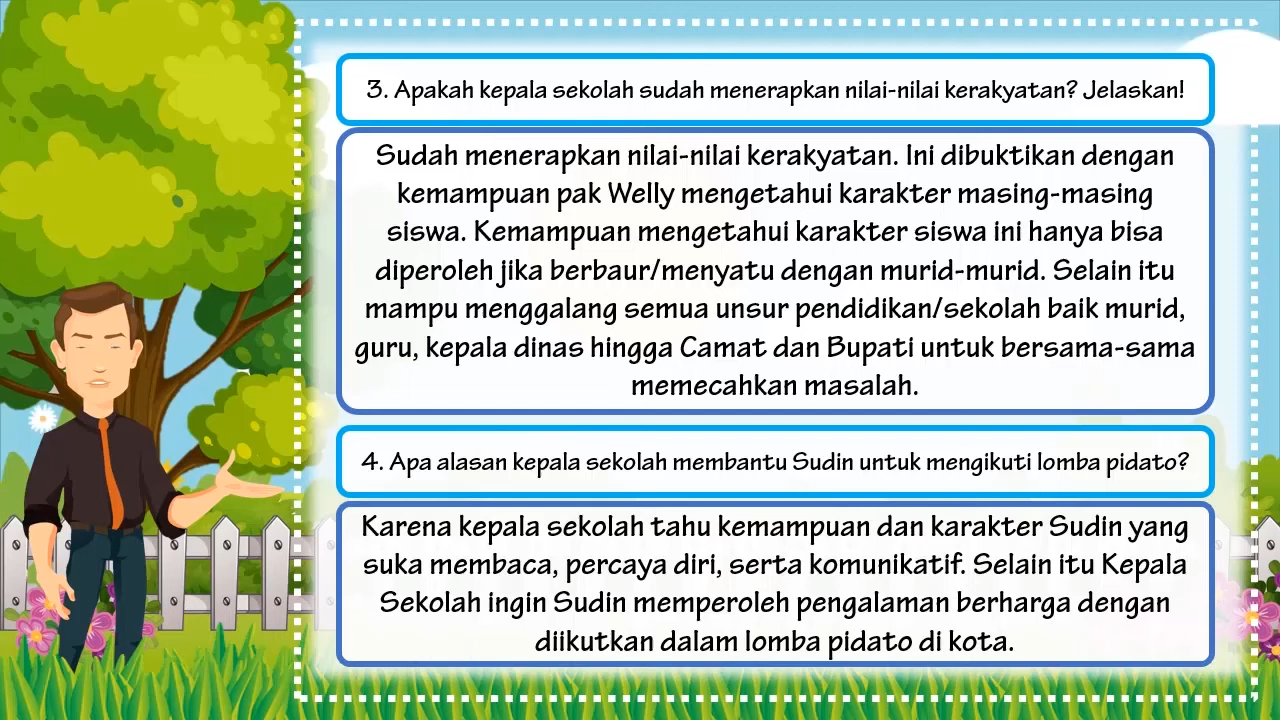 3. Apakah kepala sekolah sudah menerapkan nilai-nilai kerakyatan? Jelaskan!
Sudah menerapkan nilai-nilai kerakyatan. Ini dibuktikan dengan
kemampuan pak Welly mengetahui karakter masing-masing
siswa. Kemampuan mengetahui karakter siswa ini hanya bisa
diperoleh jika berbaur/menyatu dengan murid-murid. Selain itu
mampu menggalang semua unsur pendidikan/sekolah baik murid,
guru, kepala dinas hingga Camat dan Bupati untuk bersama-sama
memecahkan masalah.
4. Apa alasan kepala sekolah membantu Sudin untuk mengikuti lomba pidato?
Karena kepala sekolah tahu kemampuan dan karakter Sudin yang
suka membaca, percaya diri, serta komunikatif. Selain itu Kepala
Sekolah ingin Sudin memperoleh pengalaman berharga dengan
diikutkan dalam lomba pidato di kota.